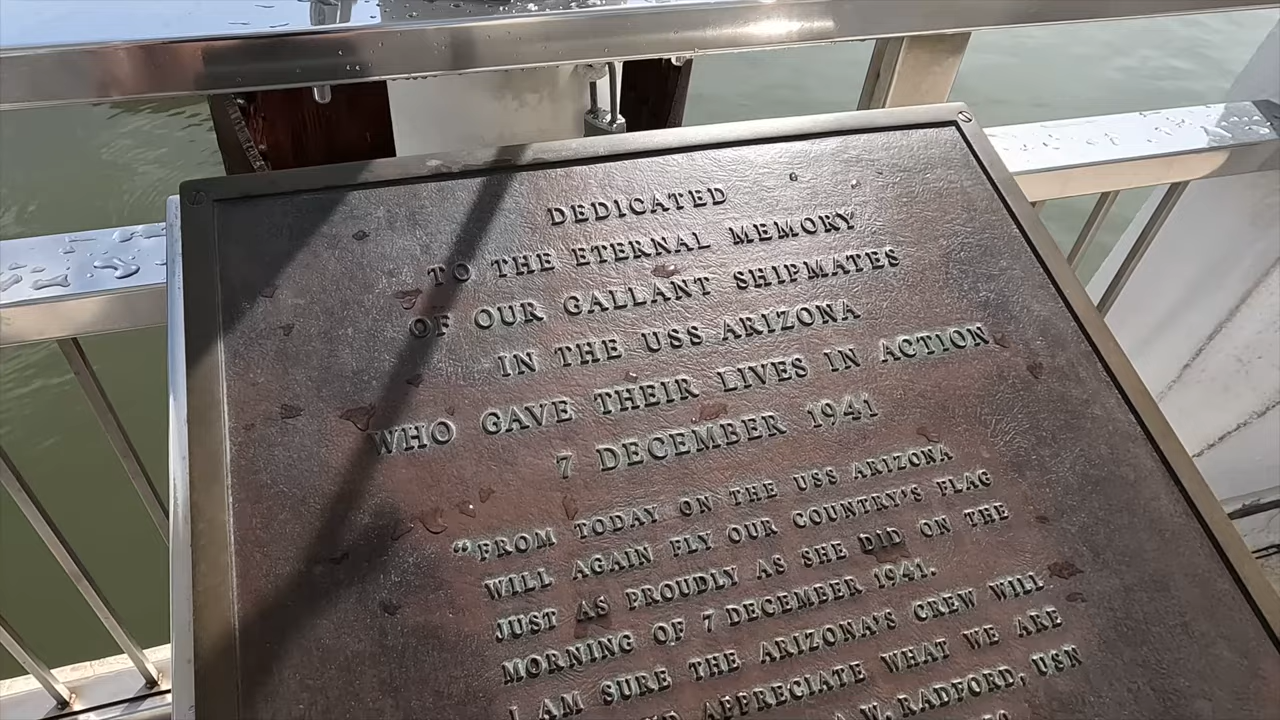 DEDICATED
TO THE ETERNAL MEMORY
OF OUR GALLANT SHIPMATES
IN THE USS ARIZONA
WHO GAVE THEIR LIVES IN ACTION
7 DECEMBER 1941
"FROM TODAY ON THE USS ARIZONA
WILL AGAIN FLY OUR COUNTRY'S FLAG
JUST AS PROUDLY AS SHE DID ON THE
MORNING OF 7 DECEMBER 1941.
I AM SURE THE ARIZONA'S CREW WILL
APPRECIATE WHAT WE ARE
W. RADFORD, USN